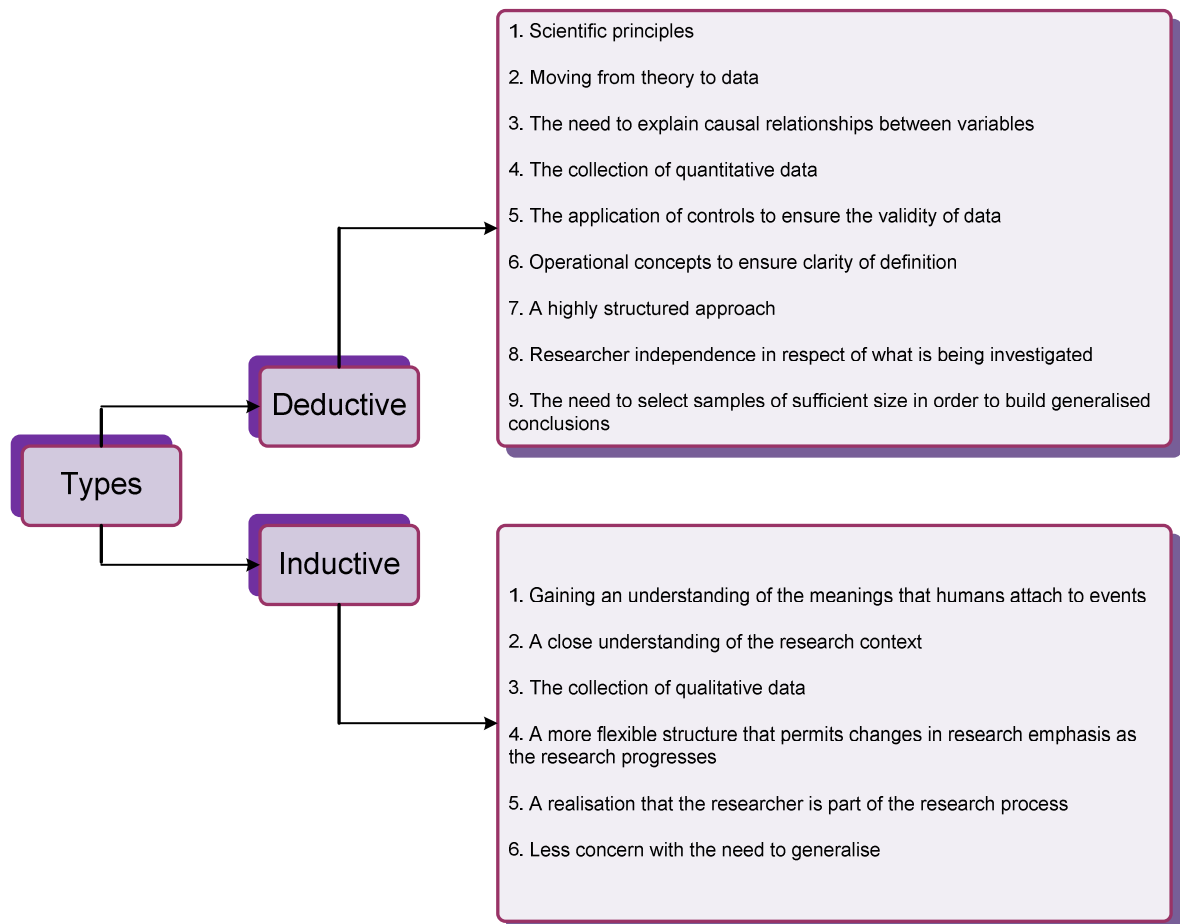 1. Scientific principles
2. Moving from theory to data
3. The need to explain causal relationships between variables
4. The collection of quantitative data
5. The application of controls to ensure the validity of data
6. Operational concepts to ensure clarity of definition
7. A highly structured approach
8. Researcher independence in respect of what is being investigated
9. The need to select samples of sufficient size in order to build generalised
conclusions
Deductive
Types
Inductive
1. Gaining an understanding of the meanings that humans attach to events
2. A close understanding of the research context
3. The collection of qualitative data
4. A more flexible structure that permits changes in research emphasis as
the research progresses
5. A realisation that the researcher is part of the research process
6. Less concern with the need to generalise